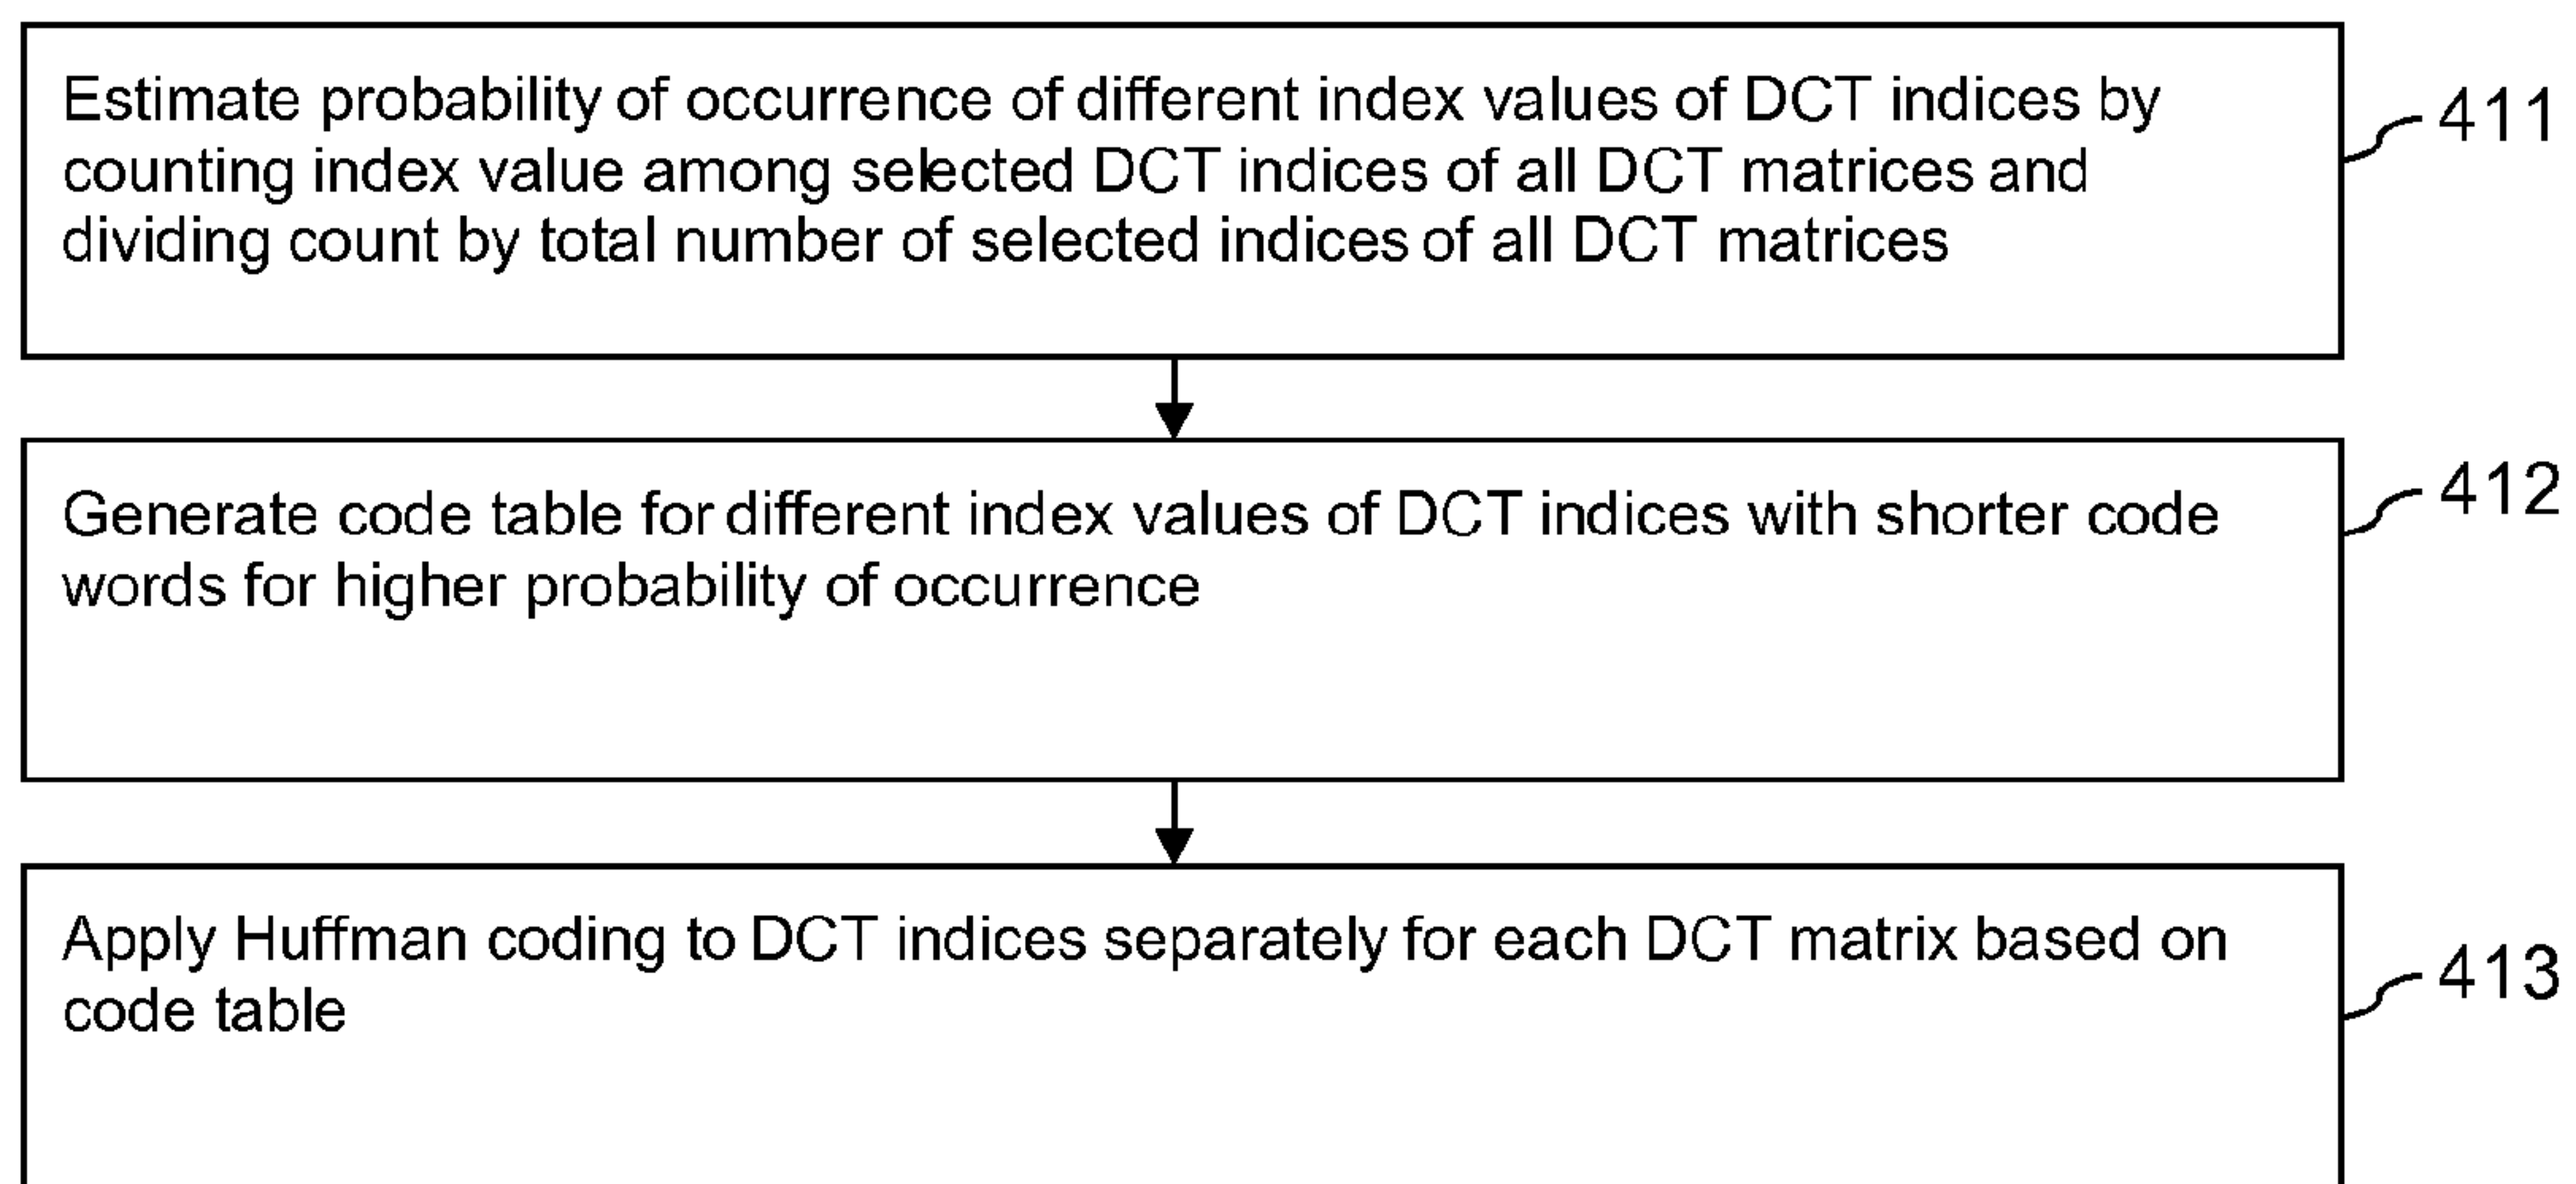 Estimate probability of occurrence of different index values of DCT indices by
counting index value among selected DCT indices of all DCT matrices and
dividing count by total number of selected indices of all DCT matrices
411
Generate code table for different index values of DCT indices with shorter code
words for higher probability of occurrence
412
Apply Huffman coding to DCT indices separately for each DCT matrix based on
code table
413